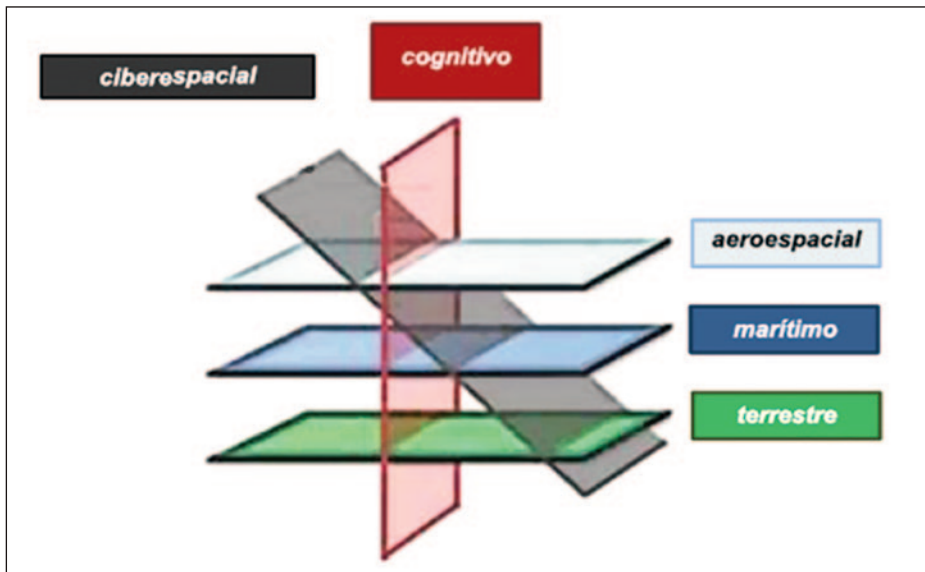 ciberespacial
cognitivo
aeroespacial
marítimo
terrestre